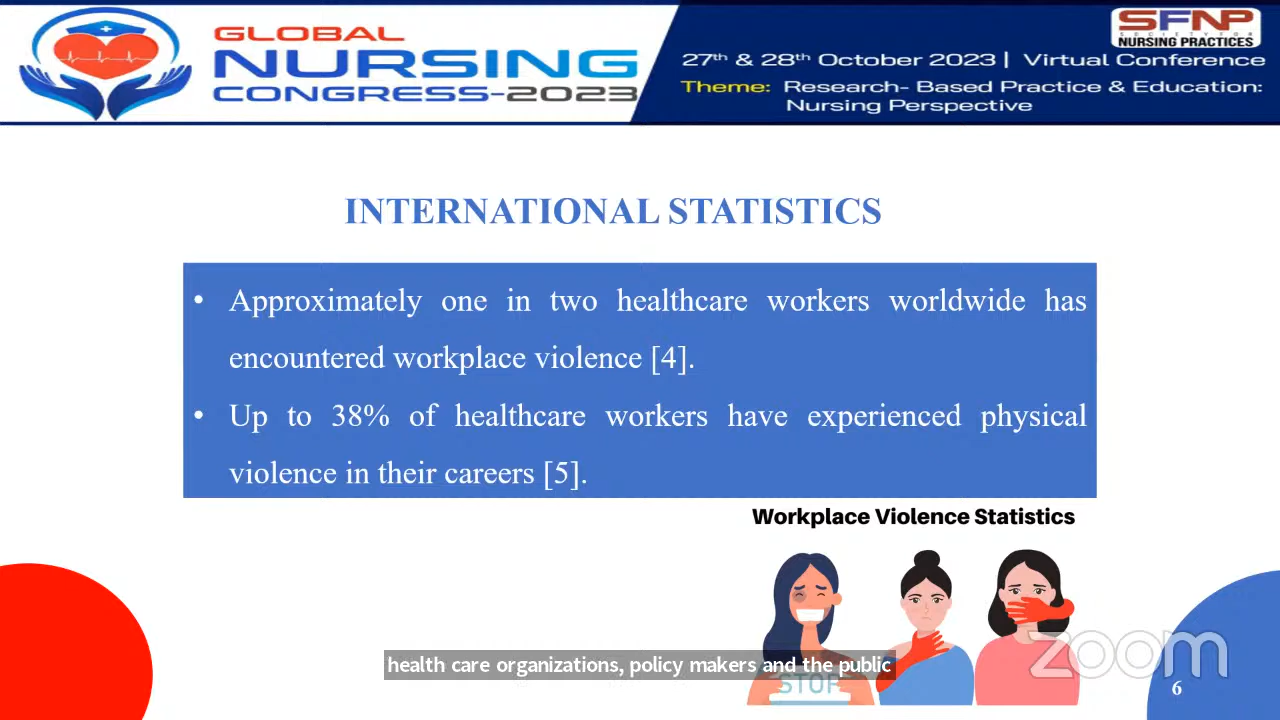 GLOBAL
NURSING
CONGRESS-2023
SFNP
SOCIETY FOR
NURSING PRACTICES
27th & 28th October 2023 | Virtual Conference
Theme: Research- Based Practice & Education:
Nursing Perspective
INTERNATIONAL STATISTICS
• Approximately one in two healthcare workers worldwide has
encountered workplace violence [4].
• Up to 38% of healthcare workers have experienced physical
violence in their careers [5].
Workplace Violence Statistics
zoom
health care organizations, policy makers and the public
STOP
6